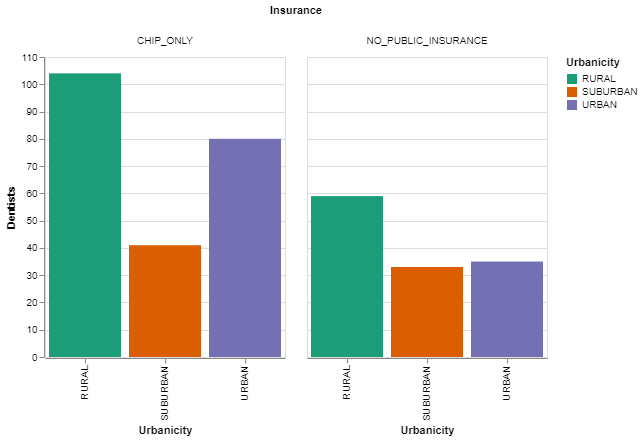 Insurance
CHIP_ONLY
NO_PUBLIC_INSURANCE
Urbanicity
RURAL
SUBURBAN
URBAN
Dentists
110
100
90
80
70
60
50
40
30
20
10
0
RURAL
SUBURBAN
URBAN
RURAL
SUBURBAN
URBAN
Urbanicity
Urbanicity